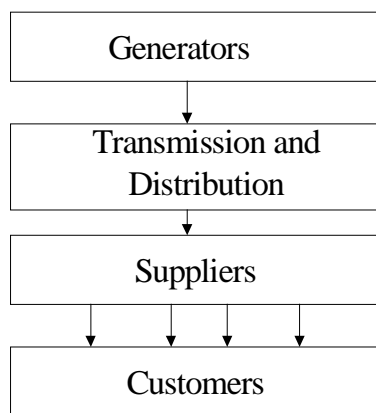 Generators
Transmission and
Distribution
Suppliers
Customers